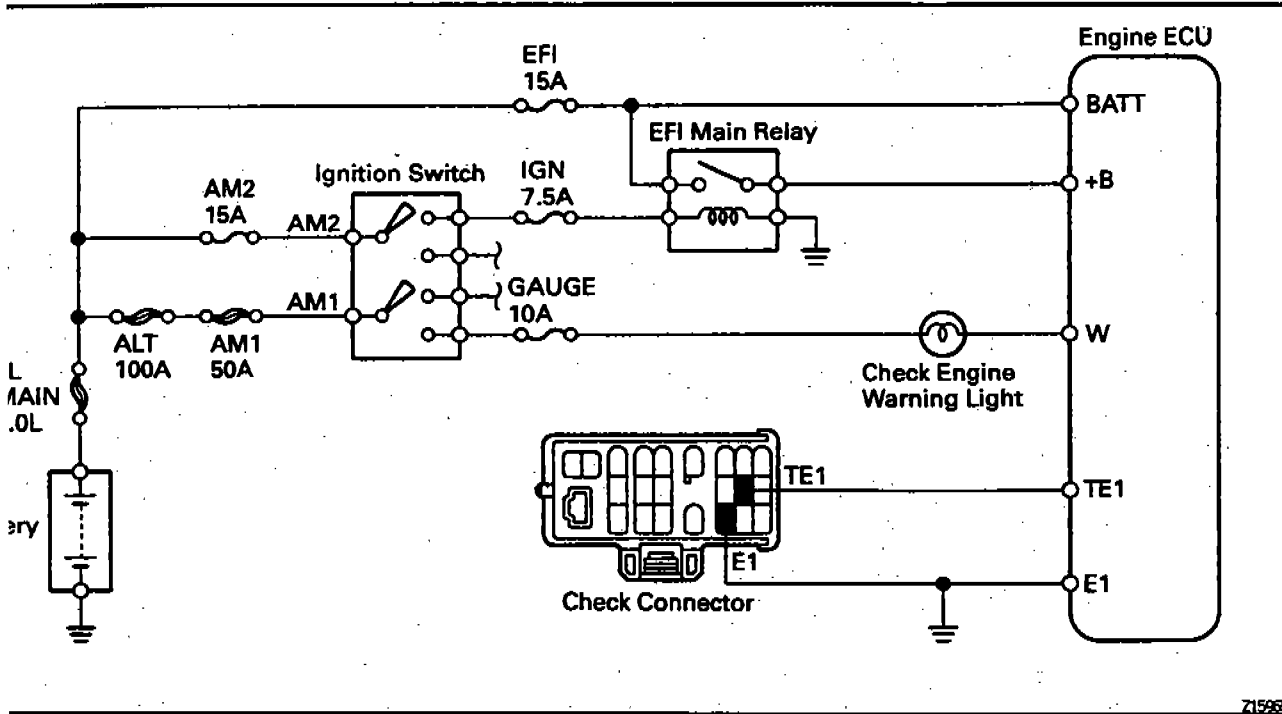 Engine ECU
EFI
15A
BATT
EFI Main Relay
Ignition Switch
IGN
7.5A
+B
AM2
15A
AM2
GAUGE
10A
AM1
ALT
100A
AM1
50A
W
Check Engine
Warning Light
TE1
TE1
E1
E1
Check Connector